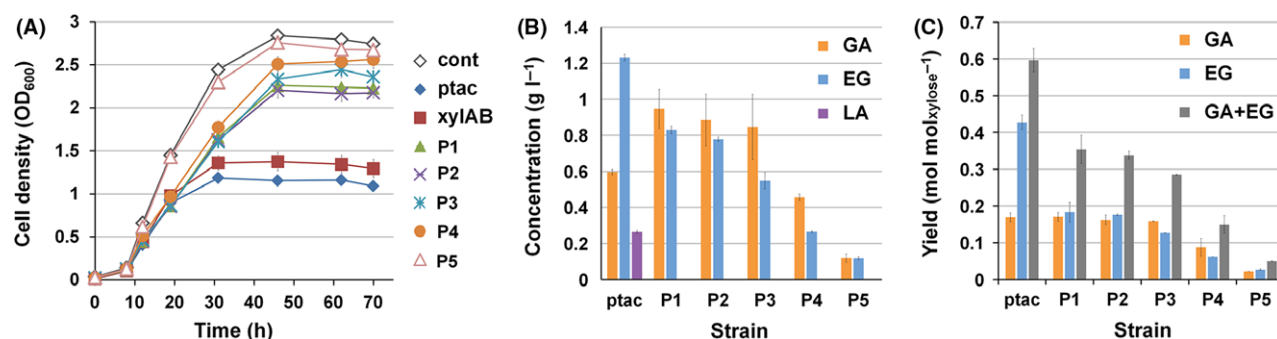 (A)
Cell density (OD600)
3
2.5
2
1.5
1
0.5
0
0 10 20 30 40 50 60 70
Time (h)
cont
ptac
xylAB
P1
P2
P3
P4
P5
(B)
Concentration (g l−1)
1.4
1.2
1
0.8
0.6
0.4
0.2
0
GA
EG
LA
ptac P1 P2 P3 P4 P5
Strain
(C)
Yield (mol molxylose−1)
0.7
0.6
0.5
0.4
0.3
0.2
0.1
0
GA
EG
GA+EG
ptac P1 P2 P3 P4 P5
Strain